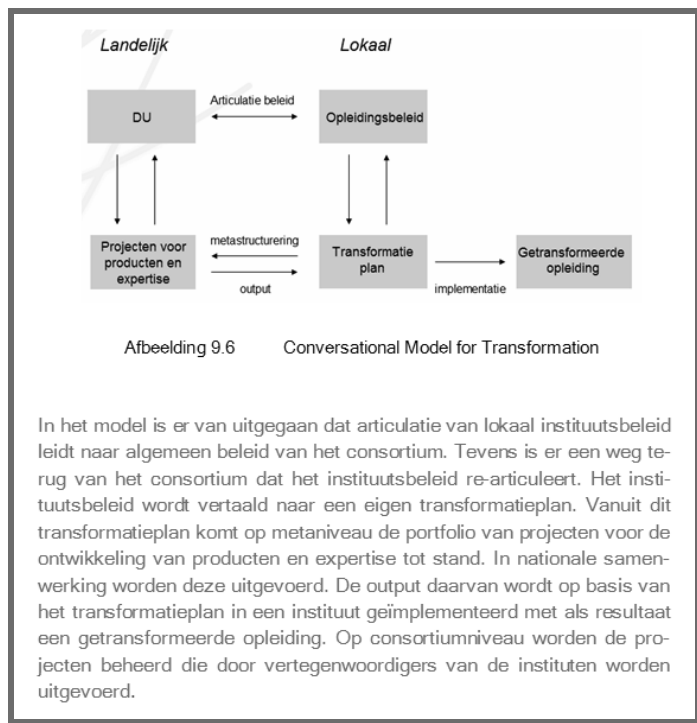 Landelijk Lokaal
DU Articulatie beleid Opleidingsbeleid
metastructurering
Projecten voor
producten en
expertise
Transformatie
plan
Getransformeerde
opleiding
output implementatie
Afbeelding 9.6 Conversational Model for Transformation
In het model is er van uitgegaan dat articulatie van lokaal instituutsbeleid
leidt naar algemeen beleid van het consortium. Tevens is er een weg te-
rug van het consortium dat het instituutsbeleid re-articuleert. Het insti-
tuutsbeleid wordt vertaald naar een eigen transformatieplan. Vanuit dit
transformatieplan komt op metaniveau de portfolio van projecten voor de
ontwikkeling van producten en expertise tot stand. In nationale samen-
werking worden deze uitgevoerd. De output daarvan wordt op basis van
het transformatieplan in een instituut geïmplementeerd met als resultaat
een getransformeerde opleiding. Op consortiumniveau worden de pro-
jecten beheerd die door vertegenwoordigers van de instituten worden
uitgevoerd.